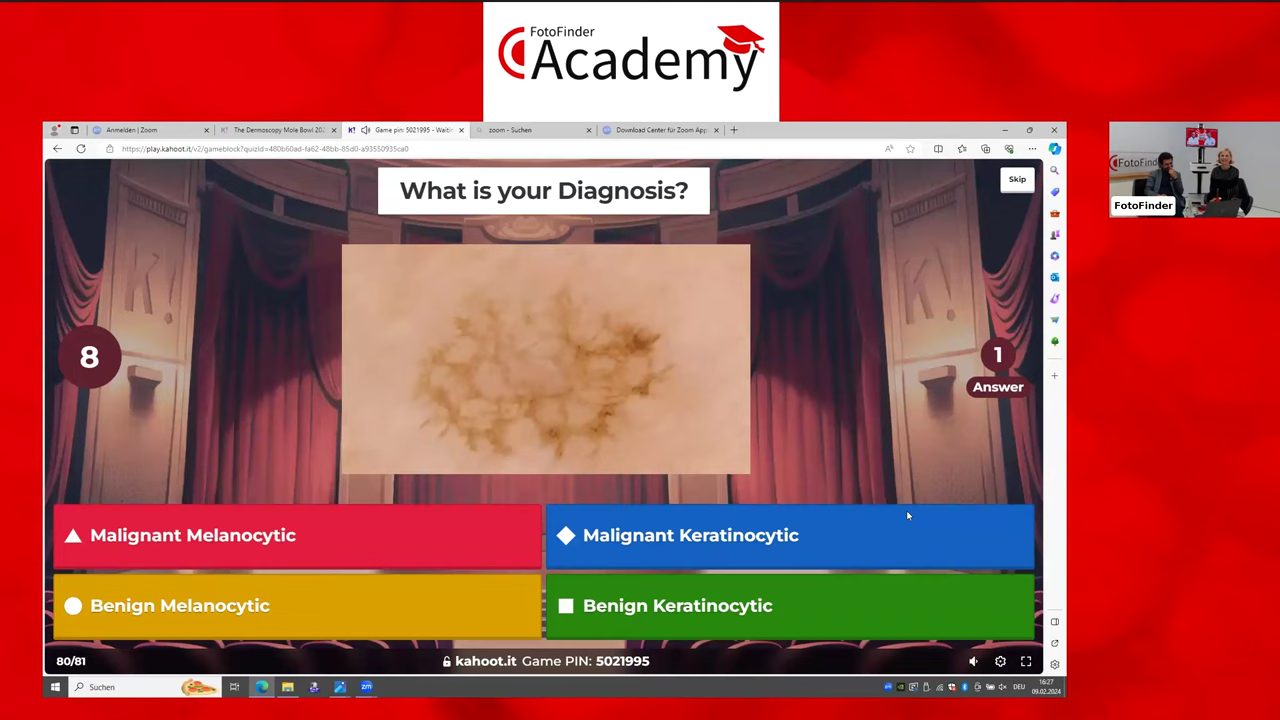 FotoFinder
Academy
Anmelden | Zoom
K! The Dermoscopy Mole Bowl 202
K! Game pin: 5021995 - Waitin
zoom - Suchen
Download Center für Zoom App
https://play.kahoot.it/v2/gameblock?quizId=480b60ad-fa62-48bb-85d0-a93550935ca0
What is your Diagnosis?
Skip
K!
K!
FotoFinder
FotoFinder
8
1
Answer
Malignant Melanocytic
Malignant Keratinocytic
Benign Melanocytic
Benign Keratinocytic
80/81
kahoot.it Game PIN: 5021995
Suchen
zm
DEU
16:27
09.02.2024